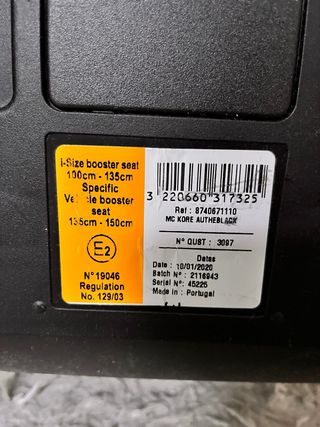 i-Size booster seat
100cm - 135cm
Specific
Vehicle booster
seat
135cm - 150cm
E2
N° 19046
Regulation
No. 129/03
3 220660 317325
Ref : 8740671110
MC KORE AUTHEBLACK
N° QUBT : 3097
Dates
Date : 10/01/2020
Batch N° : 2116943
Serial N° : 45225
Made in : Portugal